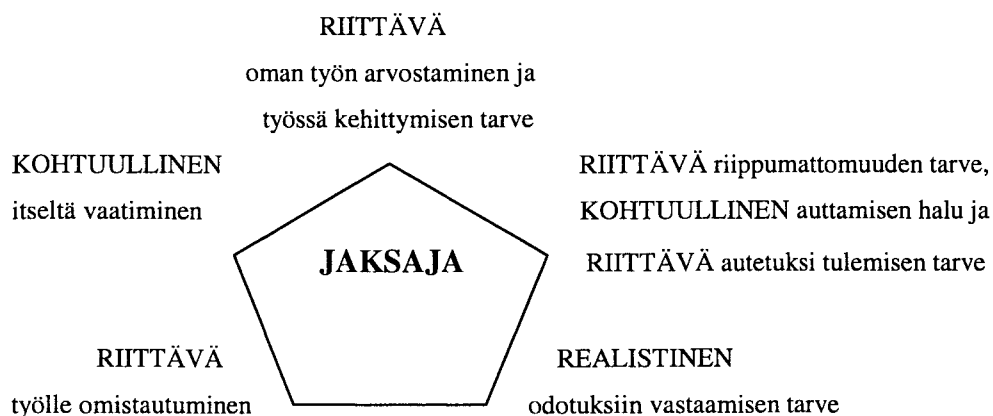 RIITTÄVÄ
oman työn arvostaminen ja
työssä kehittymisen tarve
KOHTUULLINEN
itseltä vaatiminen
RIITTÄVÄ riippumattomuuden tarve,
KOHTUULLINEN auttamisen halu ja
RIITTÄVÄ autetuksi tulemisen tarve
JAKSAJA
RIITTÄVÄ
työlle omistautuminen
REALISTINEN
odotuksiin vastaamisen tarve